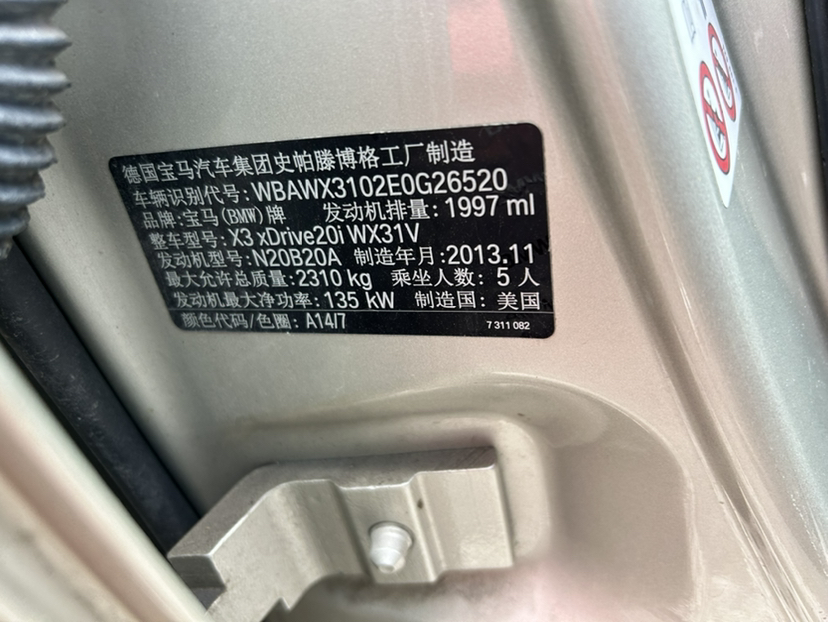 德国宝马汽车集团史帕滕博格工厂制造
车辆识别代号: WBAWX3102E0G26520
品牌: 宝马(BMW)牌 发动机排量: 1997 ml
整车型号: X3 xDrive20i WX31V
发动机型号: N20B20A 制造年月: 2013.11
最大允许总质量: 2310 kg 乘坐人数: 5 人
发动机最大净功率: 135 kW 制造国: 美国
颜色代码/色圈: A14/7 7 311 082